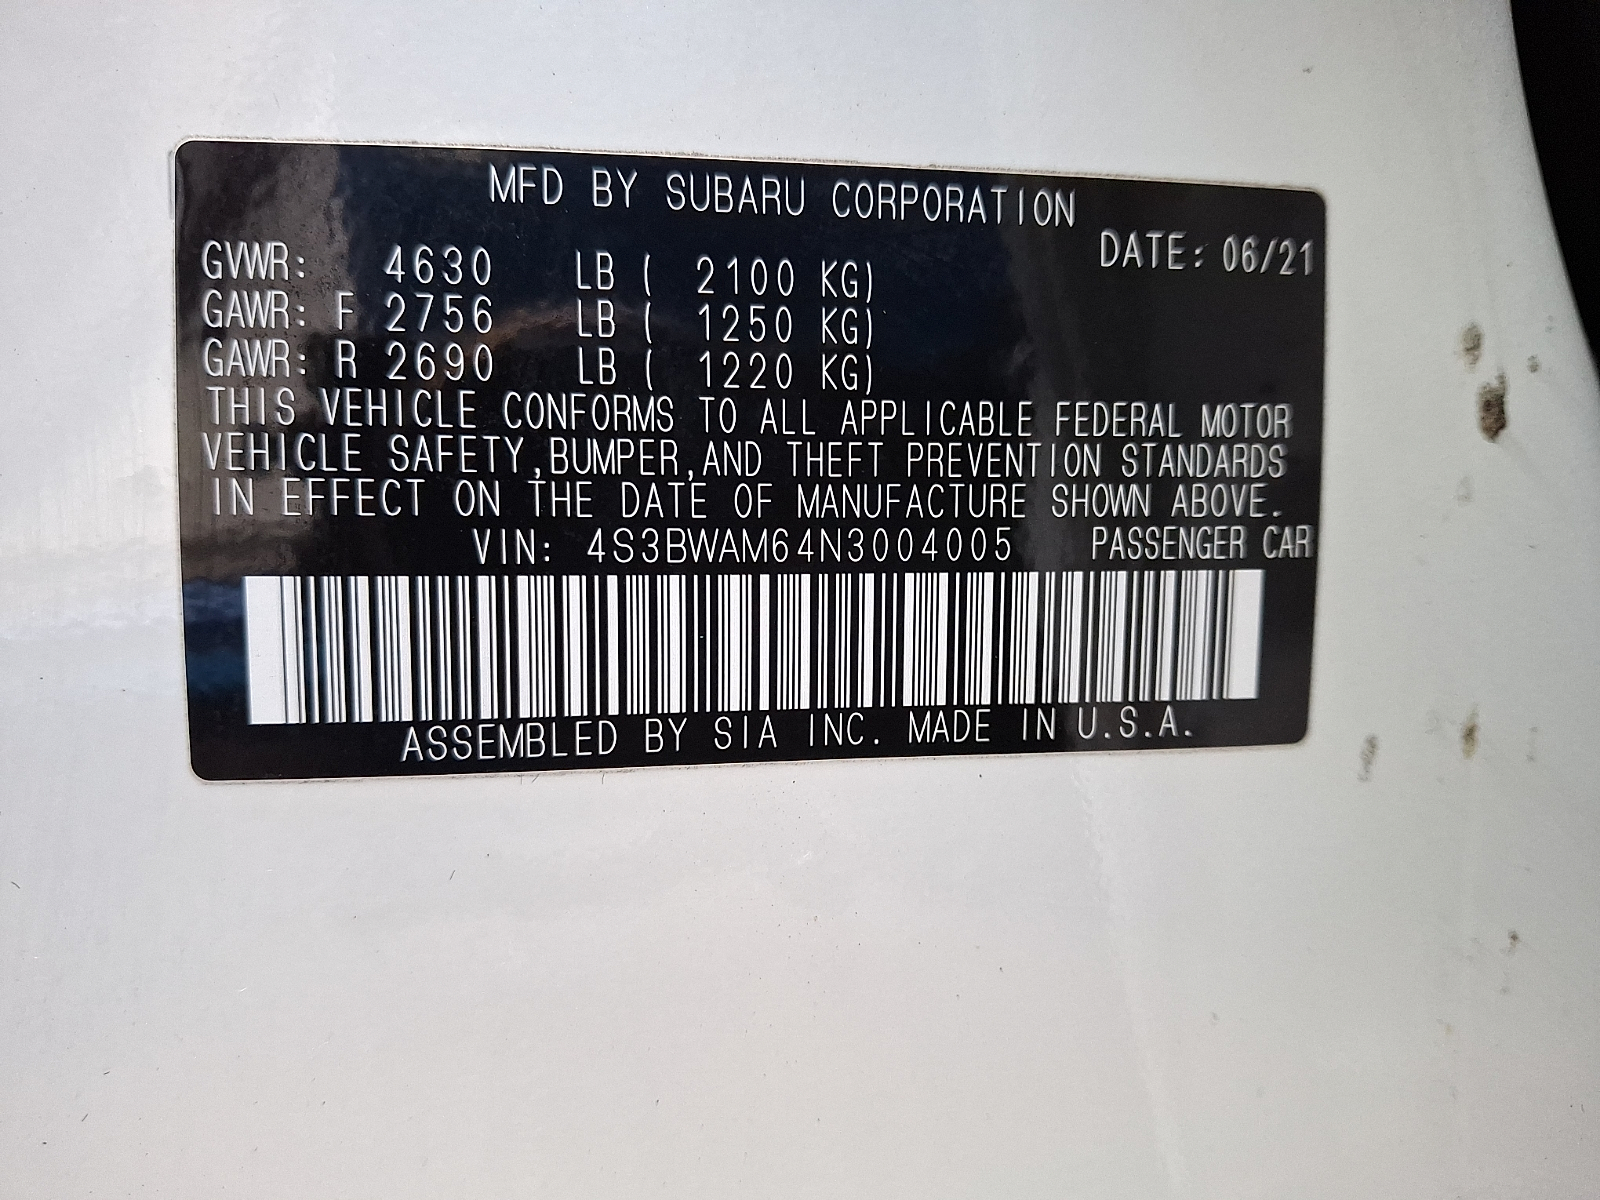 MFD BY SUBARU CORPORATION
DATE: 06/21
GVWR: 4630 LB ( 2100 KG)
GAWR: F 2756 LB ( 1250 KG)
GAWR: R 2690 LB ( 1220 KG)
THIS VEHICLE CONFORMS TO ALL APPLICABLE FEDERAL MOTOR
VEHICLE SAFETY,BUMPER,AND THEFT PREVENTION STANDARDS
IN EFFECT ON THE DATE OF MANUFACTURE SHOWN ABOVE.
VIN: 4S3BWAM64N3004005 PASSENGER CAR
ASSEMBLED BY SIA INC. MADE IN U.S.A.